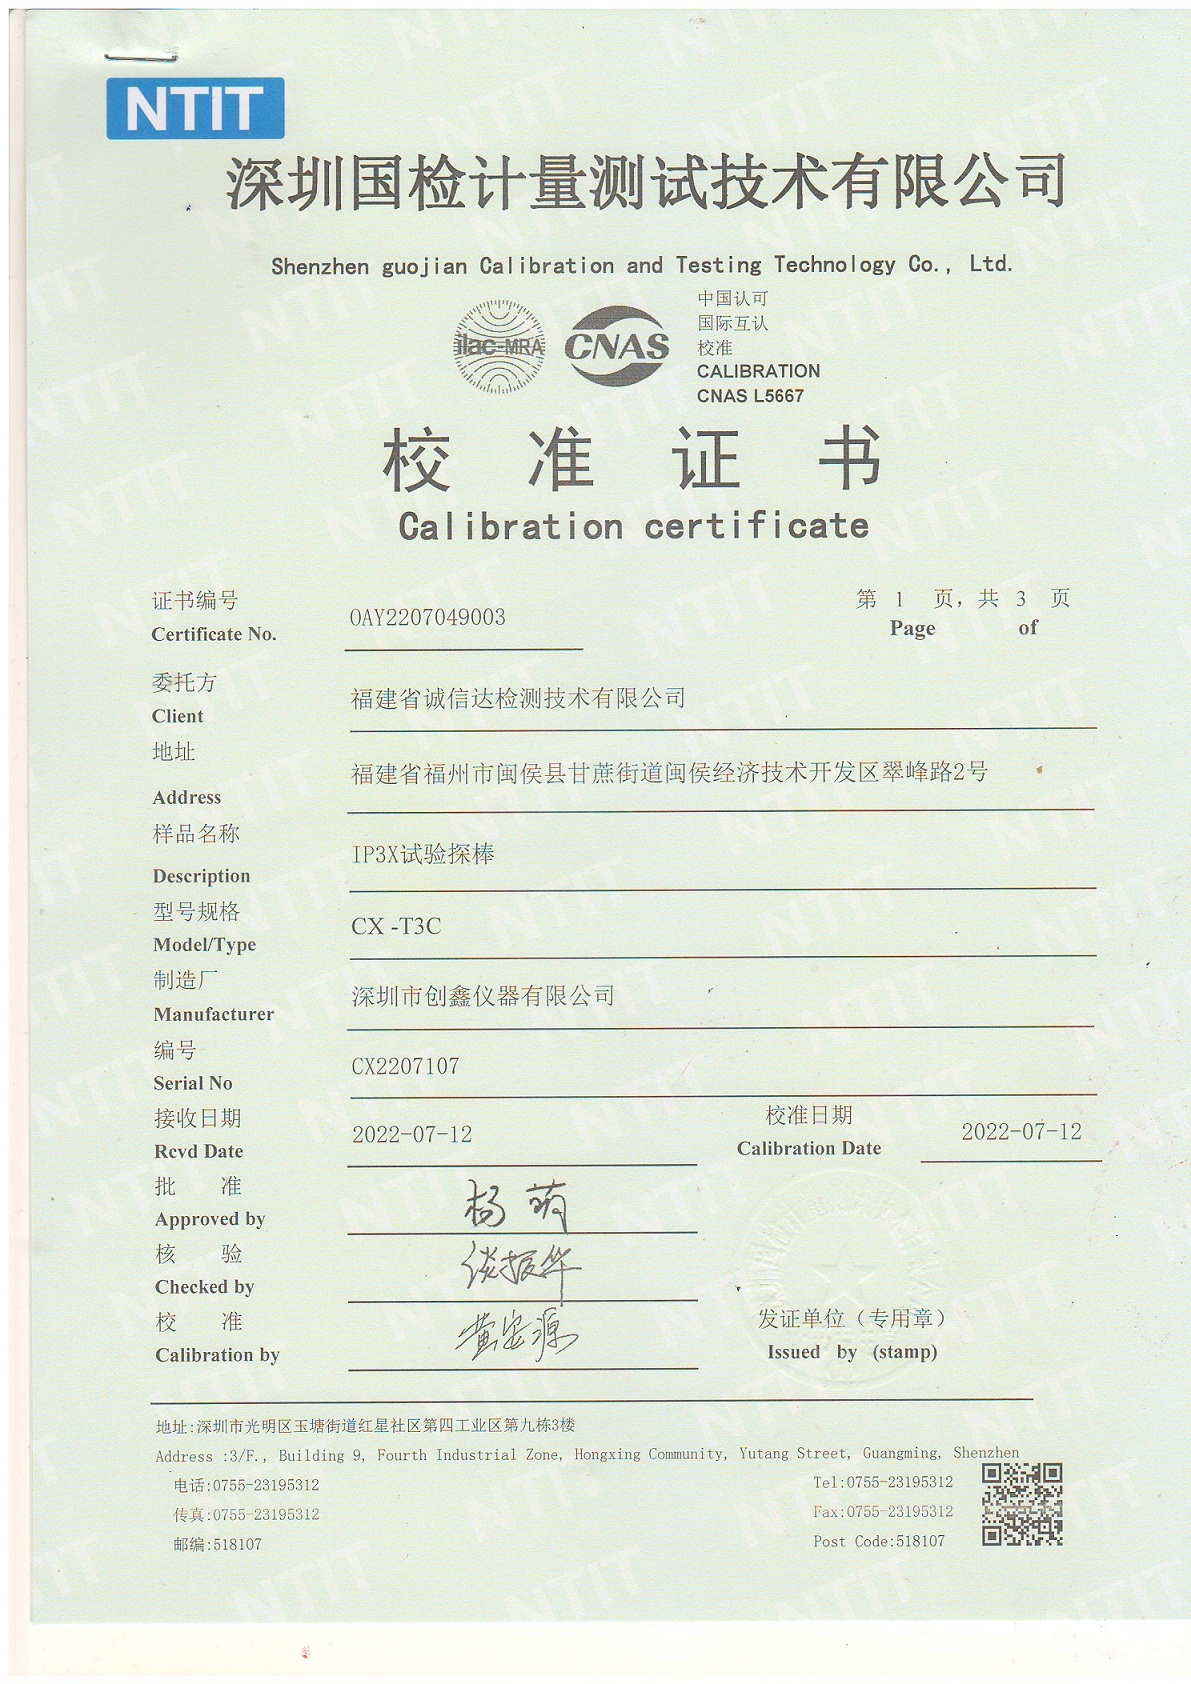 NTIT
深圳国检计量测试技术有限公司
Shenzhen guojian Calibration and Testing Technology Co., Ltd.
ilac-MRA
CNAS
中国认可
国际互认
校准
CALIBRATION
CNAS L5667
校准证书
Calibration certificate
证书编号
Certificate No.
OAY2207049003
第 1 页, 共 3 页
Page of
委托方
Client
福建省诚信达检测技术有限公司
地址
Address
福建省福州市闽侯县甘蔗街道闽侯经济技术开发区翠峰路2号
样品名称
Description
IP3X试验探棒
型号规格
Model/Type
CX -T3C
制造厂
Manufacturer
深圳市创鑫仪器有限公司
编号
Serial No
CX2207107
接收日期
Rcvd Date
2022-07-12
校准日期
Calibration Date
2022-07-12
批 准
Approved by
杨萌
核 验
Checked by
谈振华
校 准
Calibration by
黄宏源
发证单位（专用章）
Issued by (stamp)
地址:深圳市光明区玉塘街道红星社区第四工业区第九栋3楼
Address :3/F., Building 9, Fourth Industrial Zone, Hongxing Community, Yutang Street, Guangming, Shenzhen
电话:0755-23195312
Tel:0755-23195312
传真:0755-23195312
Fax:0755-23195312
邮编:518107
Post Code:518107